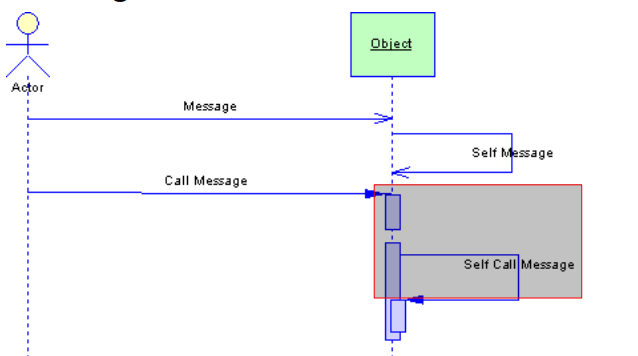 Object
Actor
Message
Self Message
Call Message
Self Call Message